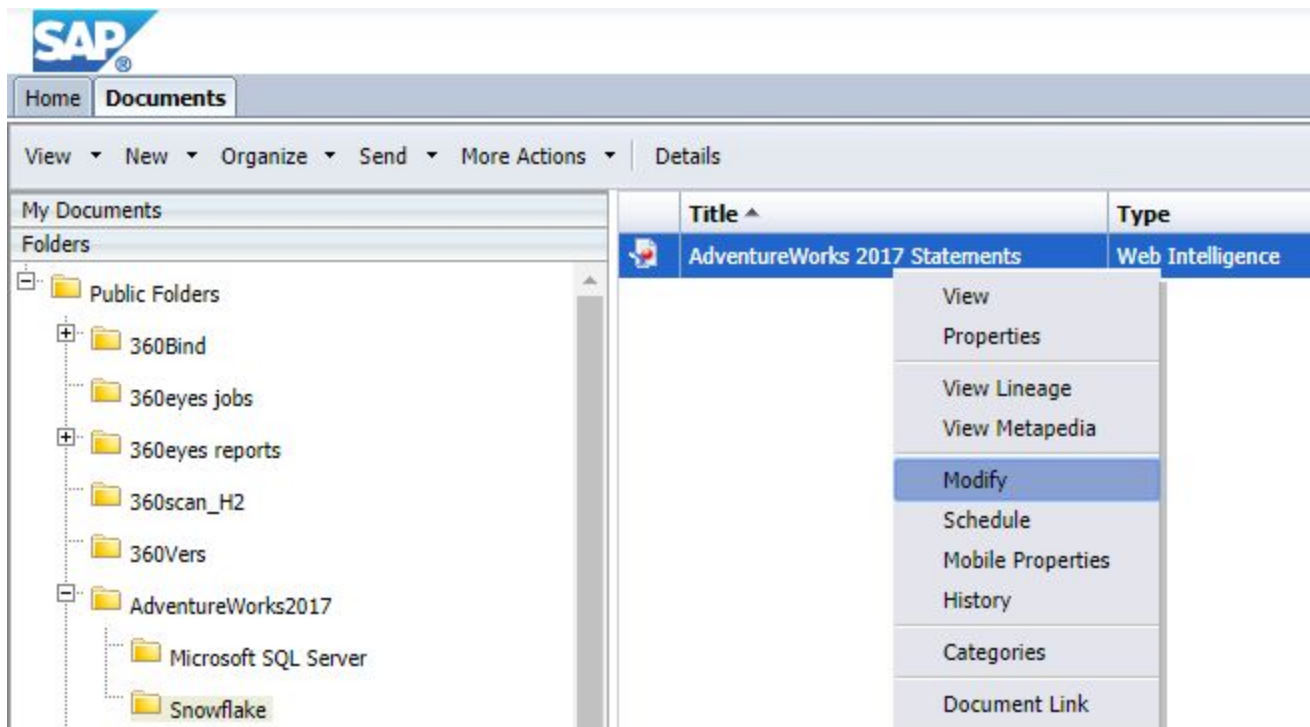 SAP®
Home Documents
View New Organize Send More Actions Details
My Documents
Folders
Public Folders
360Bind
360eyes jobs
360eyes reports
360scan_H2
360Vers
AdventureWorks2017
Microsoft SQL Server
Snowflake
Title Type
AdventureWorks 2017 Statements Web Intelligence
View
Properties
View Lineage
View Metapedia
Modify
Schedule
Mobile Properties
History
Categories
Document Link